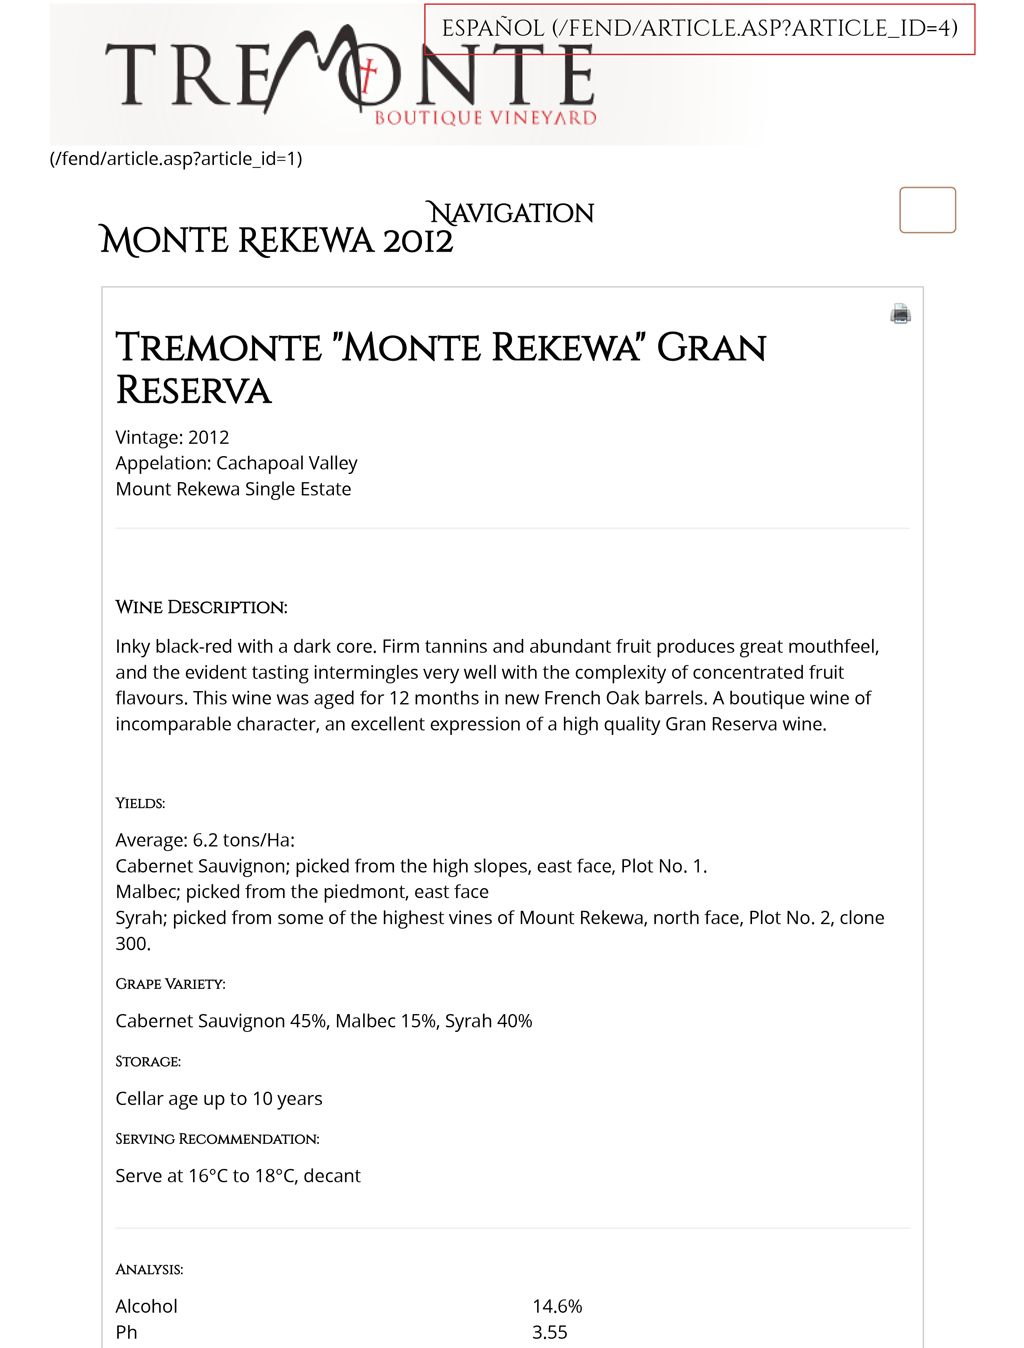 ESPAÑOL (/FEND/ARTICLE.ASP?ARTICLE_ID=4)
TREMONTE
BOUTIQUE VINEYARD
(/fend/article.asp?article_id=1)
Navigation
Monte Rekewa 2012
Tremonte "Monte Rekewa" Gran
Reserva
Vintage: 2012
Appelation: Cachapoal Valley
Mount Rekewa Single Estate
Wine Description:
Inky black-red with a dark core. Firm tannins and abundant fruit produces great mouthfeel,
and the evident tasting intermingles very well with the complexity of concentrated fruit
flavours. This wine was aged for 12 months in new French Oak barrels. A boutique wine of
incomparable character, an excellent expression of a high quality Gran Reserva wine.
Yields:
Average: 6.2 tons/Ha:
Cabernet Sauvignon; picked from the high slopes, east face, Plot No. 1.
Malbec; picked from the piedmont, east face
Syrah; picked from some of the highest vines of Mount Rekewa, north face, Plot No. 2, clone
300.
Grape Variety:
Cabernet Sauvignon 45%, Malbec 15%, Syrah 40%
Storage:
Cellar age up to 10 years
Serving Recommendation:
Serve at 16°C to 18°C, decant
Analysis:
Alcohol 14.6%
Ph 3.55